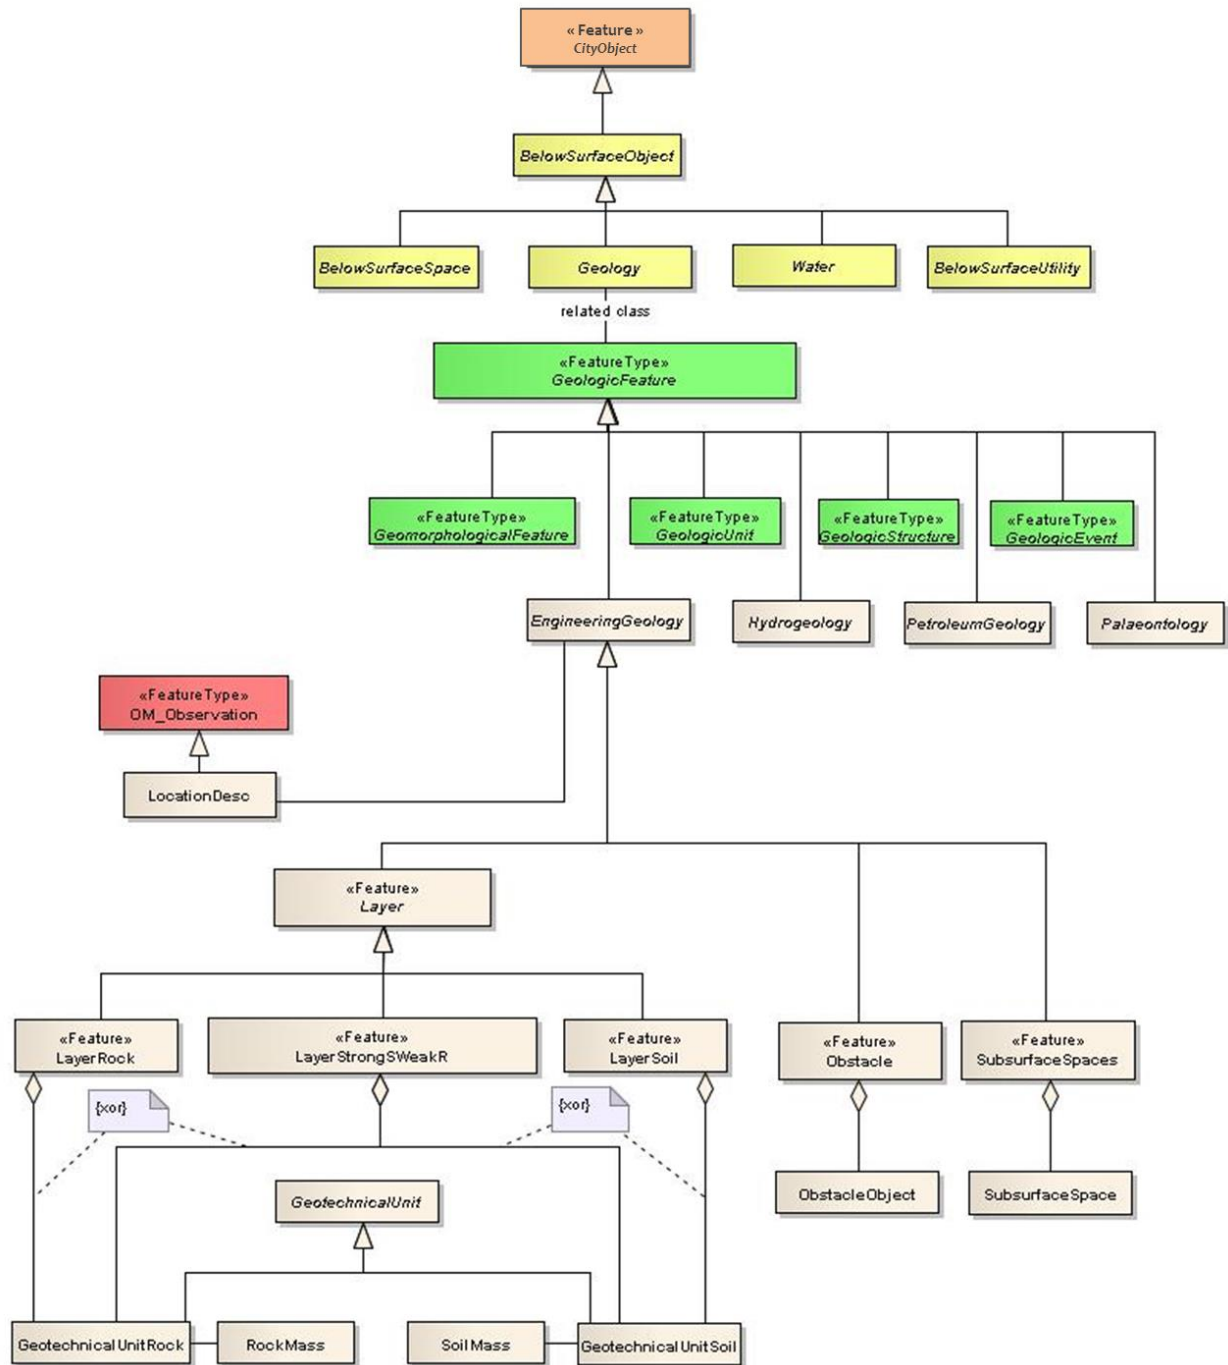 « Feature »
CityObject
BelowSurfaceObject
BelowSurfaceSpace
Geology
Water
BelowSurfaceUtility
related class
«FeatureType»
GeologicFeature
«FeatureType»
GeomorphologicalFeature
«FeatureType»
GeologicUnit
«FeatureType»
GeologicStructure
«FeatureType»
GeologicEvent
EngineeringGeology
Hydrogeology
PetroleumGeology
Palaeontology
«FeatureType»
OM_Observation
LocationDesc
«Feature»
Layer
«Feature»
LayerRock
«Feature»
LayerStrongSWeakR
«Feature»
LayerSoil
«Feature»
Obstacle
«Feature»
SubsurfaceSpaces
{xor}
{xor}
GeotechnicalUnit
ObstacleObject
SubsurfaceSpace
GeotechnicalUnitRock
RockMass
SoilMass
GeotechnicalUnitSoil